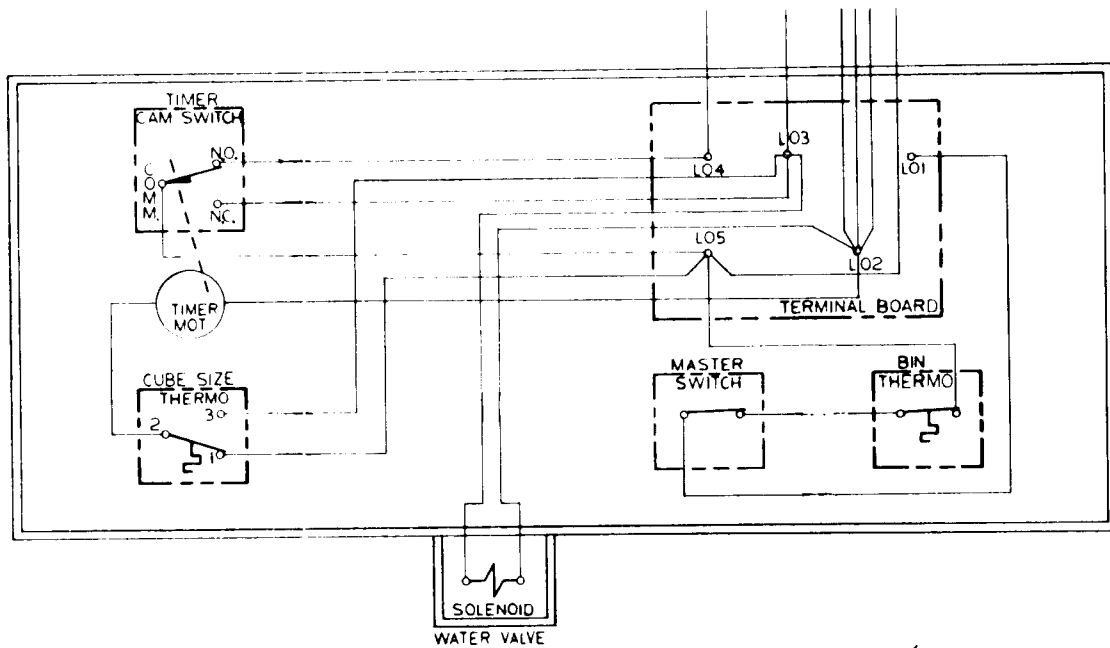 TIMER
CAM SWITCH
N.O.
COMM.
N.C.
TIMER
MOT
CUBE SIZE
THERMO
3
2
1
L03
L04
L01
L05
L02
TERMINAL BOARD
MASTER
SWITCH
BIN
THERMO
SOLENOID
WATER VALVE